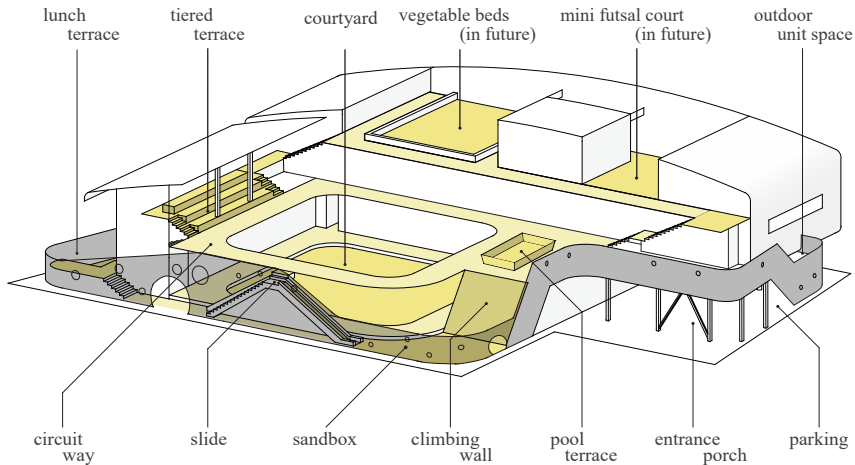 lunch
terrace
tiered
terrace
courtyard
vegetable beds
(in future)
mini futsal court
(in future)
outdoor
unit space
circuit
way
slide
sandbox
climbing
wall
pool
terrace
entrance
porch
parking